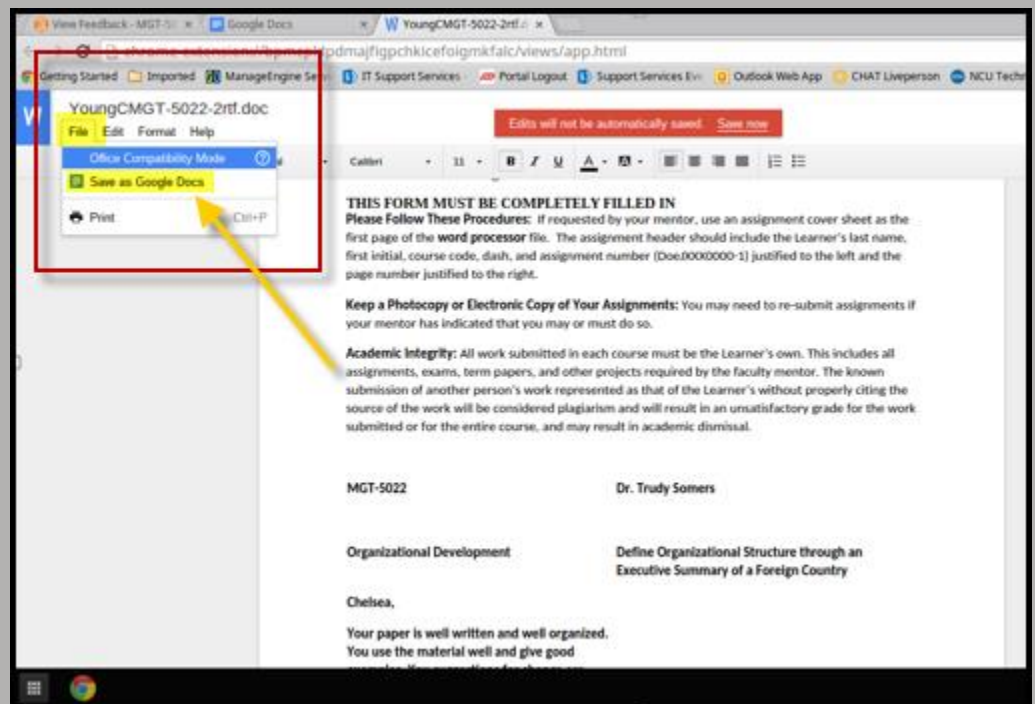 View Feedback - MGT-50
Google Docs
YoungCMGT-5022-2rtf.d
chrome-extension://
dmajfigpchklcefoigmkfalc/views/app.html
Getting Started
Imported
ManageEngine Serv
IT Support Services
Portal Logout
Support Services Ev
Outlook Web App
CHAT Liveperson
NCU Techn
YoungCMGT-5022-2rtf.doc
File Edit Format Help
Edits will not be automatically saved. Save now
Office Compatibility Mode
Save as Google Docs
Print Ctrl+P
Calibri 11 B I U A
THIS FORM MUST BE COMPLETELY FILLED IN
Please Follow These Procedures: If requested by your mentor, use an assignment cover sheet as the
first page of the word processor file. The assignment header should include the Learner's last name,
first initial, course code, dash, and assignment number (DoeJXXX0000-1) justified to the left and the
page number justified to the right.
Keep a Photocopy or Electronic Copy of Your Assignments: You may need to re-submit assignments if
your mentor has indicated that you may or must do so.
Academic Integrity: All work submitted in each course must be the Learner's own. This includes all
assignments, exams, term papers, and other projects required by the faculty mentor. The known
submission of another person's work represented as that of the Learner's without properly citing the
source of the work will be considered plagiarism and will result in an unsatisfactory grade for the work
submitted or for the entire course, and may result in academic dismissal.
MGT-5022 Dr. Trudy Somers
Organizational Development Define Organizational Structure through an
Executive Summary of a Foreign Country
Chelsea,
Your paper is well written and well organized.
You use the material well and give good